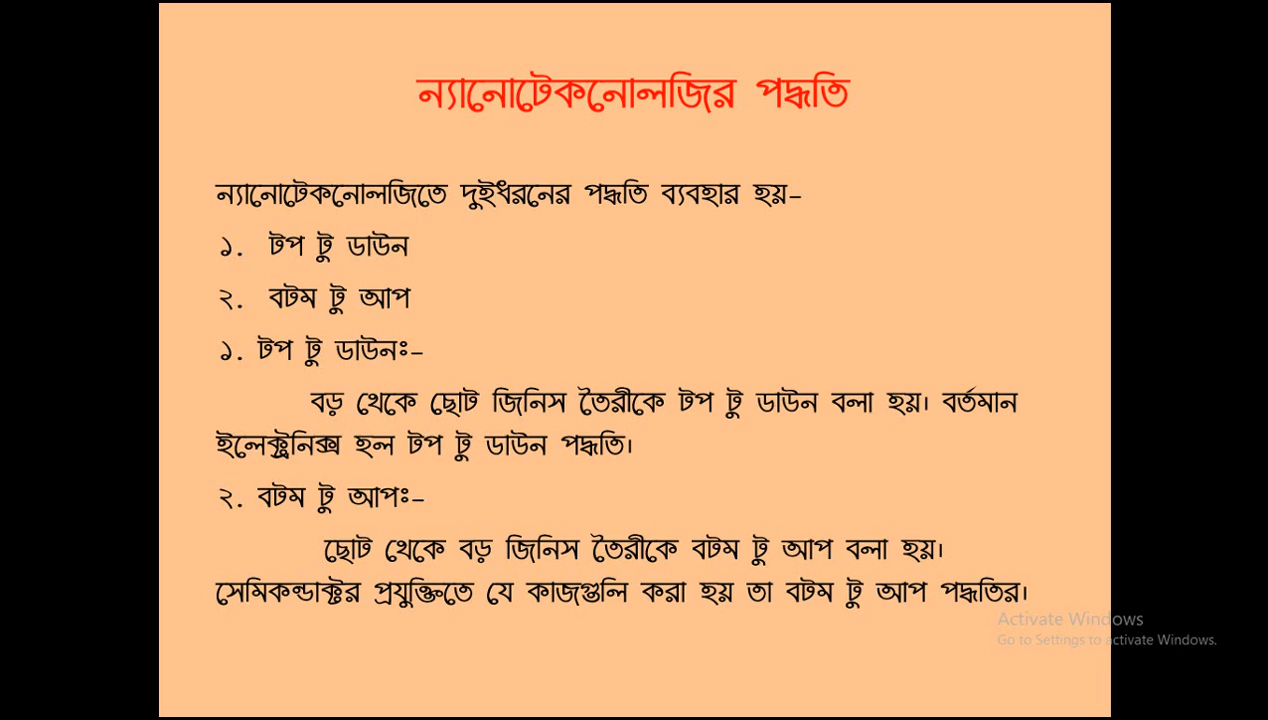 ন্যানোটেকনোলজির পদ্ধতি
ন্যানোটেকনোলজিতে দুইধরনের পদ্ধতি ব্যবহার হয়-
১. টপ টু ডাউন
২. বটম টু আপ
১. টপ টু ডাউনঃ-
বড় থেকে ছোট জিনিস তৈরীকে টপ টু ডাউন বলা হয়। বর্তমান
ইলেক্ট্রনিক্স হল টপ টু ডাউন পদ্ধতি।
২. বটম টু আপঃ-
ছোট থেকে বড় জিনিস তৈরীকে বটম টু আপ বলা হয়।
সেমিকন্ডাক্টর প্রযুক্তিতে যে কাজগুলি করা হয় তা বটম টু আপ পদ্ধতির।
Activate Windows
Go to Settings to activate Windows.